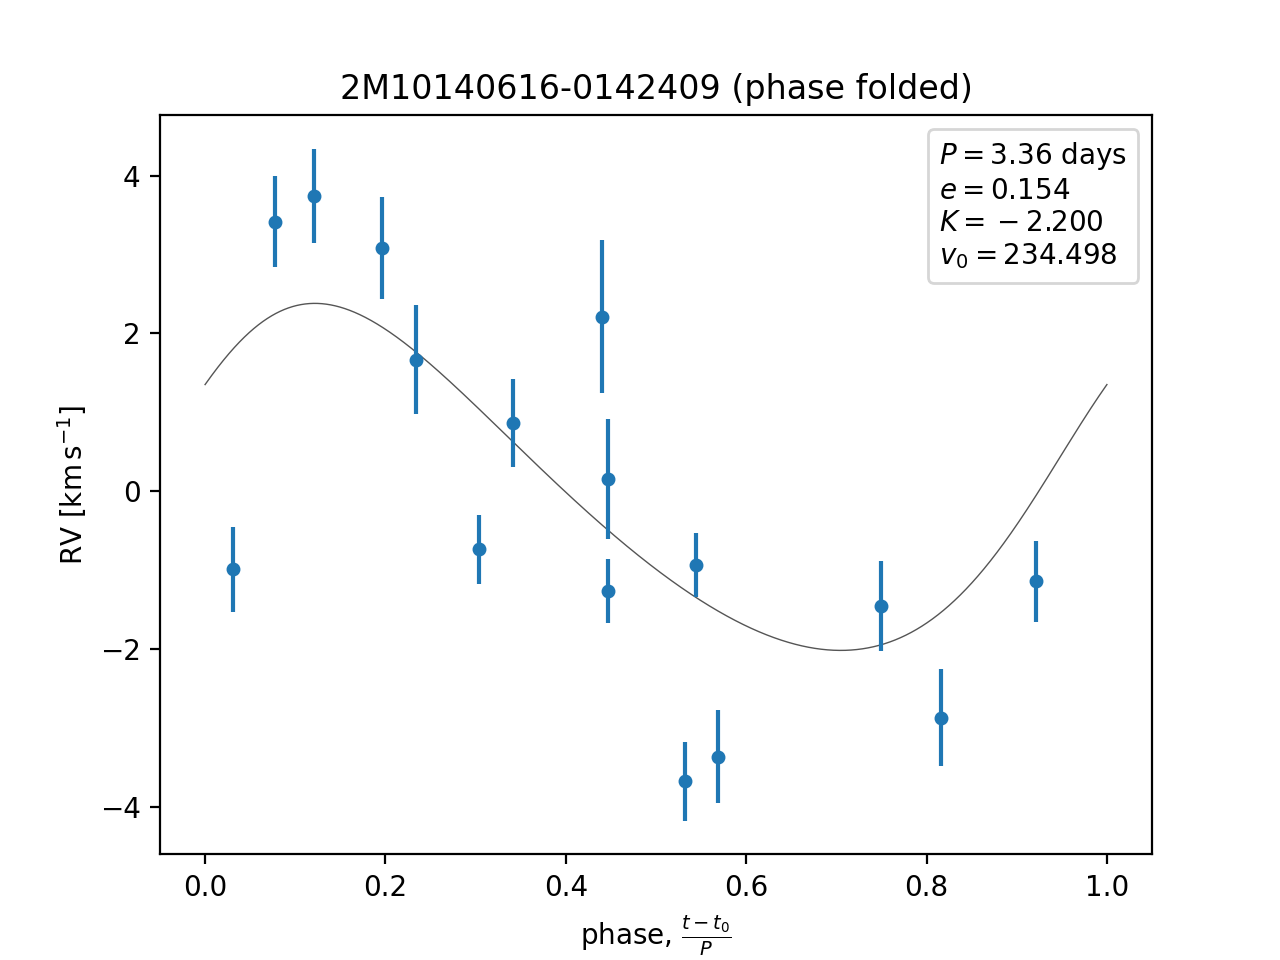 2M10140616-0142409 (phase folded)
P = 3.36 days
e = 0.154
K = −2.200
v₀ = 234.498
4
2
0
−2
−4
RV [km s⁻¹]
0.0 0.2 0.4 0.6 0.8 1.0
phase, (t − t₀)/P